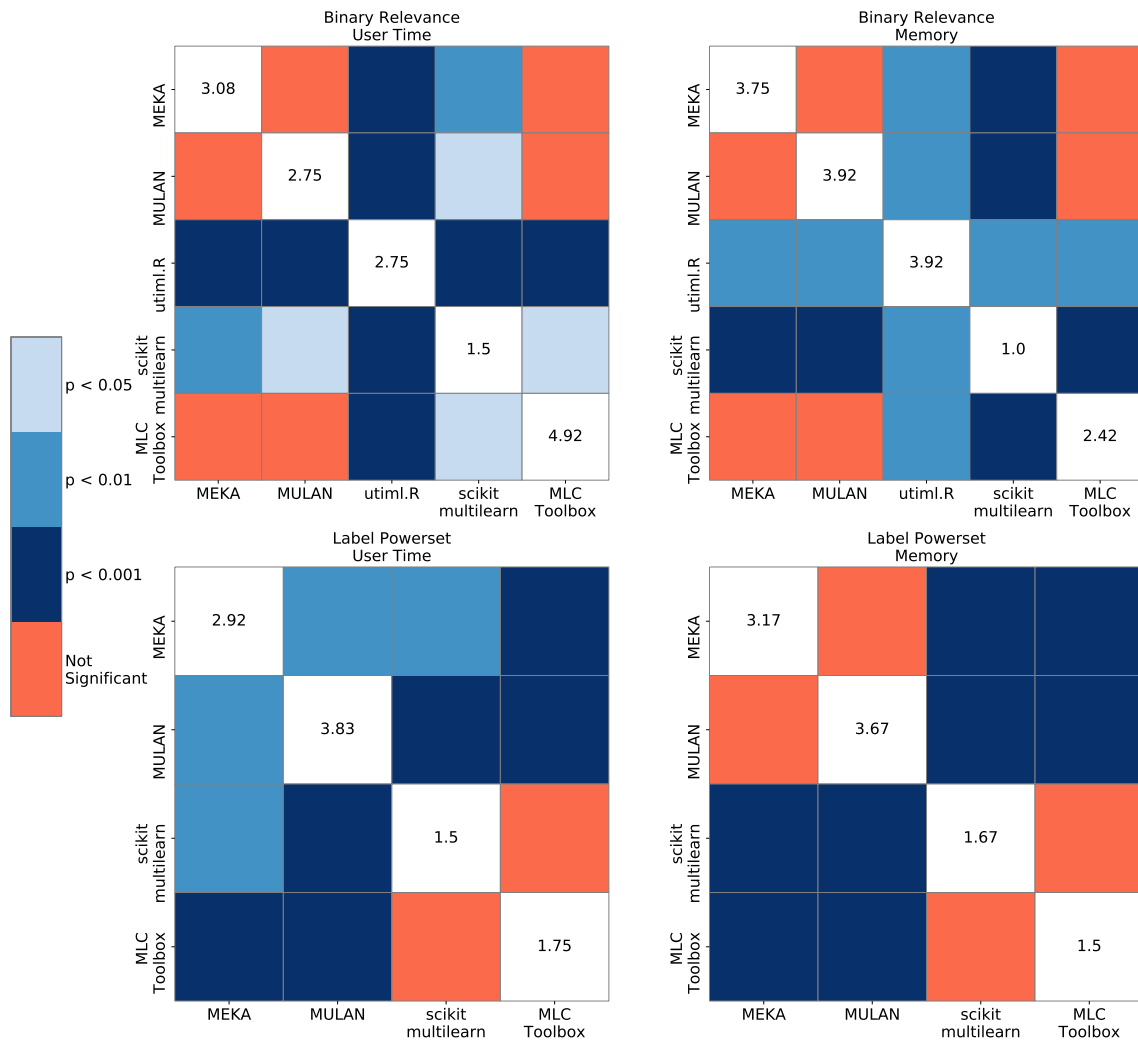 Binary Relevance
User Time
MEKA
MULAN
utiml.R
scikit
multilearn
MLC
Toolbox
3.08
2.75
2.75
1.5
4.92
MEKA
MULAN
utiml.R
scikit
multilearn
MLC
Toolbox
Binary Relevance
Memory
MEKA
MULAN
utiml.R
scikit
multilearn
MLC
Toolbox
3.75
3.92
3.92
1.0
2.42
MEKA
MULAN
utiml.R
scikit
multilearn
MLC
Toolbox
p < 0.05
p < 0.01
p < 0.001
Not
Significant
Label Powerset
User Time
MEKA
MULAN
scikit
multilearn
MLC
Toolbox
2.92
3.83
1.5
1.75
MEKA
MULAN
scikit
multilearn
MLC
Toolbox
Label Powerset
Memory
MEKA
MULAN
scikit
multilearn
MLC
Toolbox
3.17
3.67
1.67
1.5
MEKA
MULAN
scikit
multilearn
MLC
Toolbox